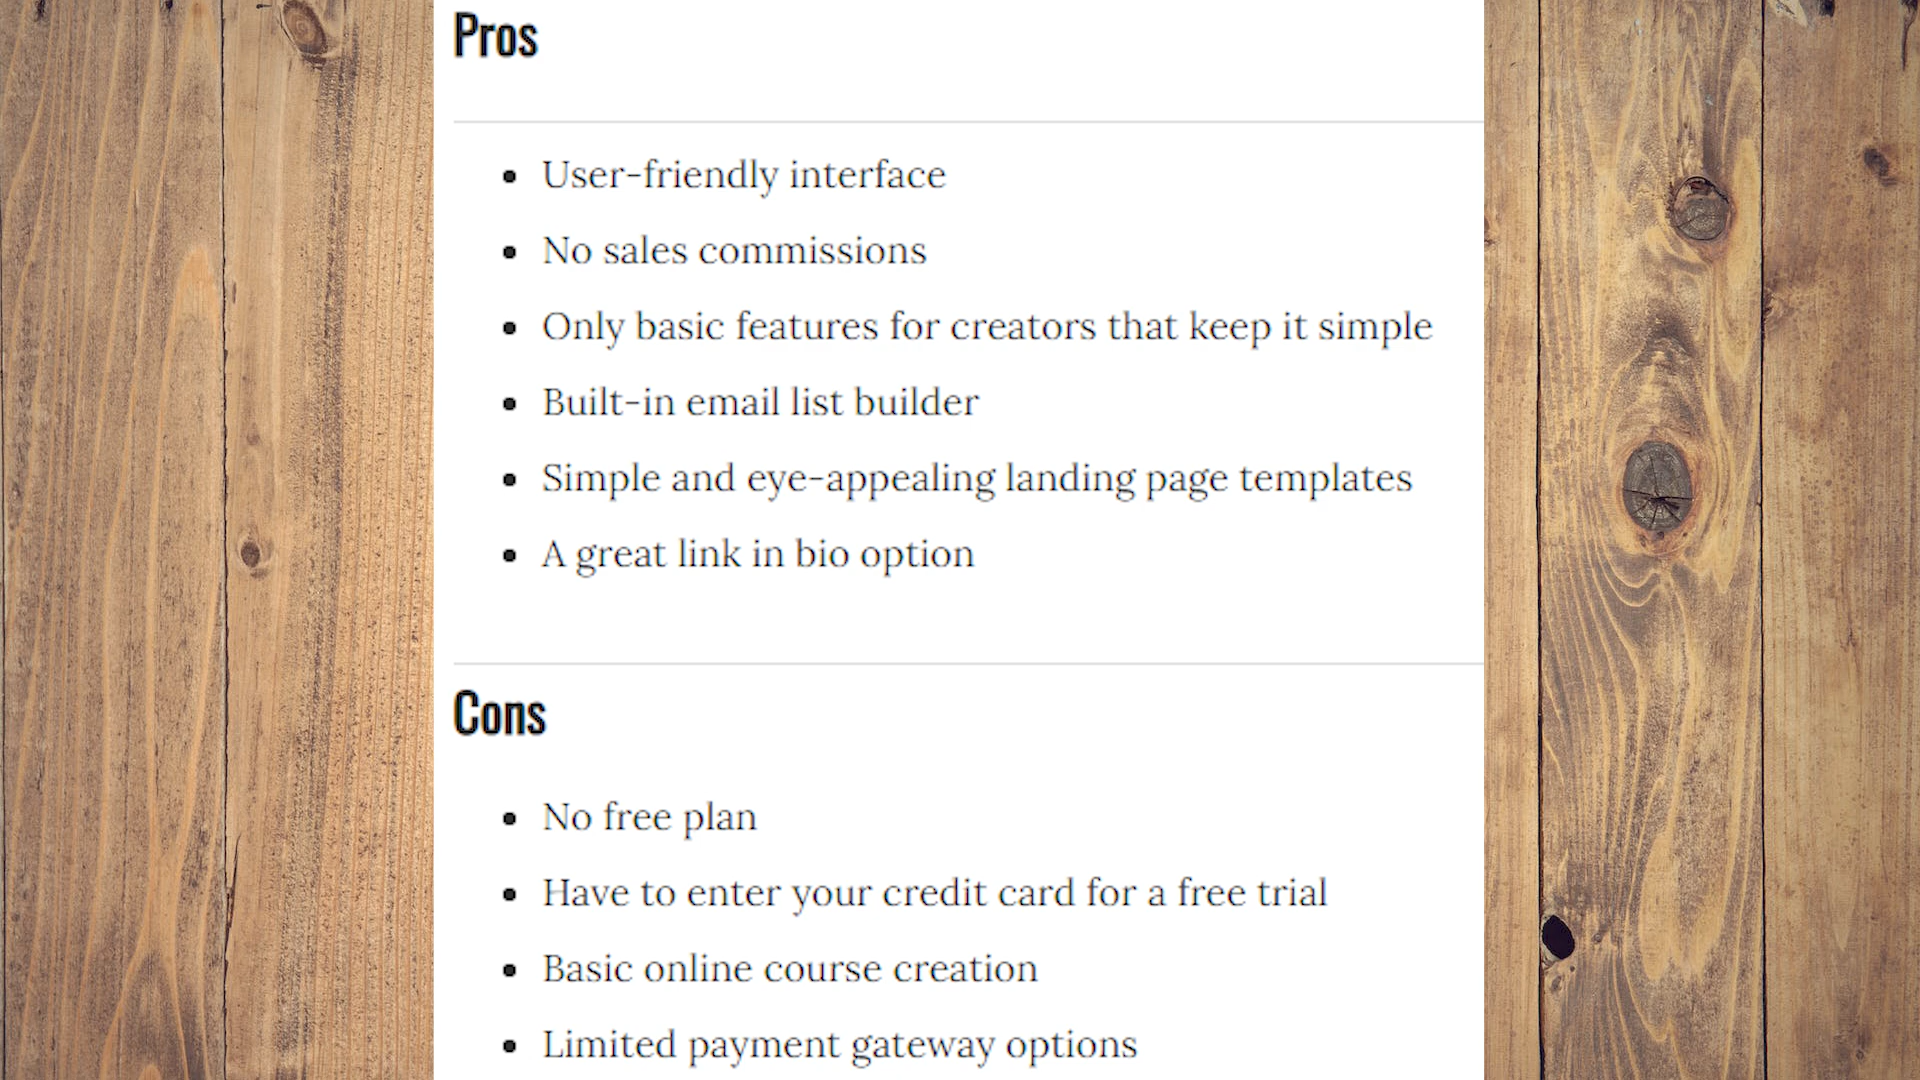 Pros
User-friendly interface
No sales commissions
Only basic features for creators that keep it simple
Built-in email list builder
Simple and eye-appealing landing page templates
A great link in bio option
Cons
No free plan
Have to enter your credit card for a free trial
Basic online course creation
Limited payment gateway options